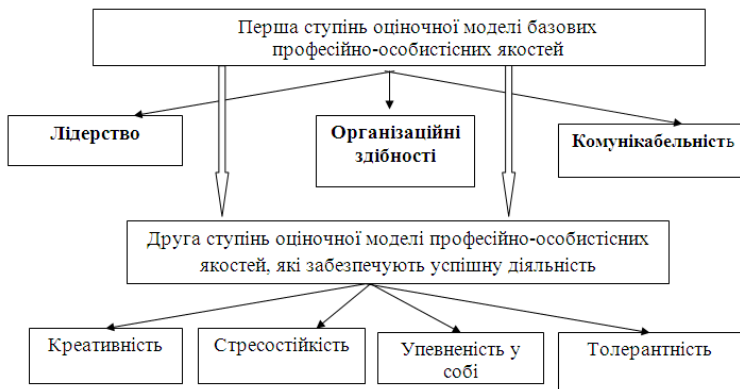 Перша ступінь оціночної моделі базових
професійно-особистісних якостей
Лідерство
Організаційні
здібності
Комунікабельність
Друга ступінь оціночної моделі професійно-особистісних
якостей, які забезпечують успішну діяльність
Креативність
Стресостійкість
Упевненість у
собі
Толерантність